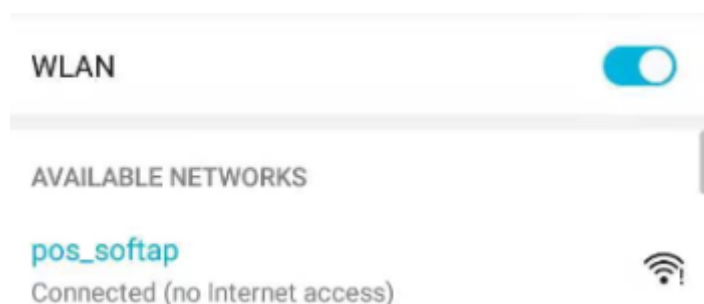 WLAN
AVAILABLE NETWORKS
pos_softap
Connected (no Internet access)